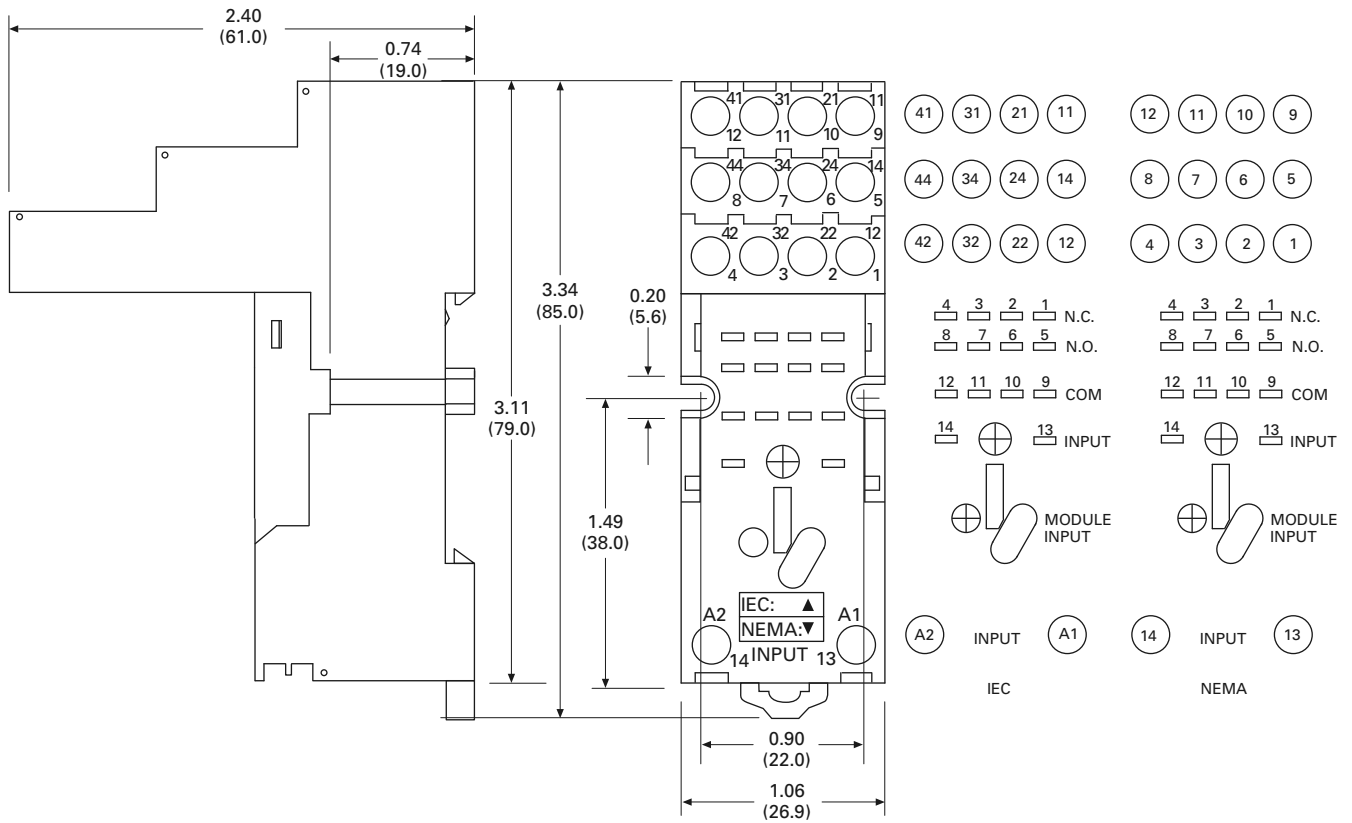 2.40
(61.0)
0.74
(19.0)
3.34
(85.0)
3.11
(79.0)
0.20
(5.6)
1.49
(38.0)
41 31 21 11
12 11 10 9
44 34 24 14
8 7 6 5
42 32 22 12
4 3 2 1
A2 A1
IEC: ▲
NEMA:▼
14 INPUT 13
0.90
(22.0)
1.06
(26.9)
41 31 21 11
44 34 24 14
42 32 22 12
4 3 2 1 N.C.
8 7 6 5 N.O.
12 11 10 9 COM
14 13 INPUT
MODULE
INPUT
A2 INPUT A1
IEC
12 11 10 9
8 7 6 5
4 3 2 1
4 3 2 1 N.C.
8 7 6 5 N.O.
12 11 10 9 COM
14 13 INPUT
MODULE
INPUT
14 INPUT 13
NEMA